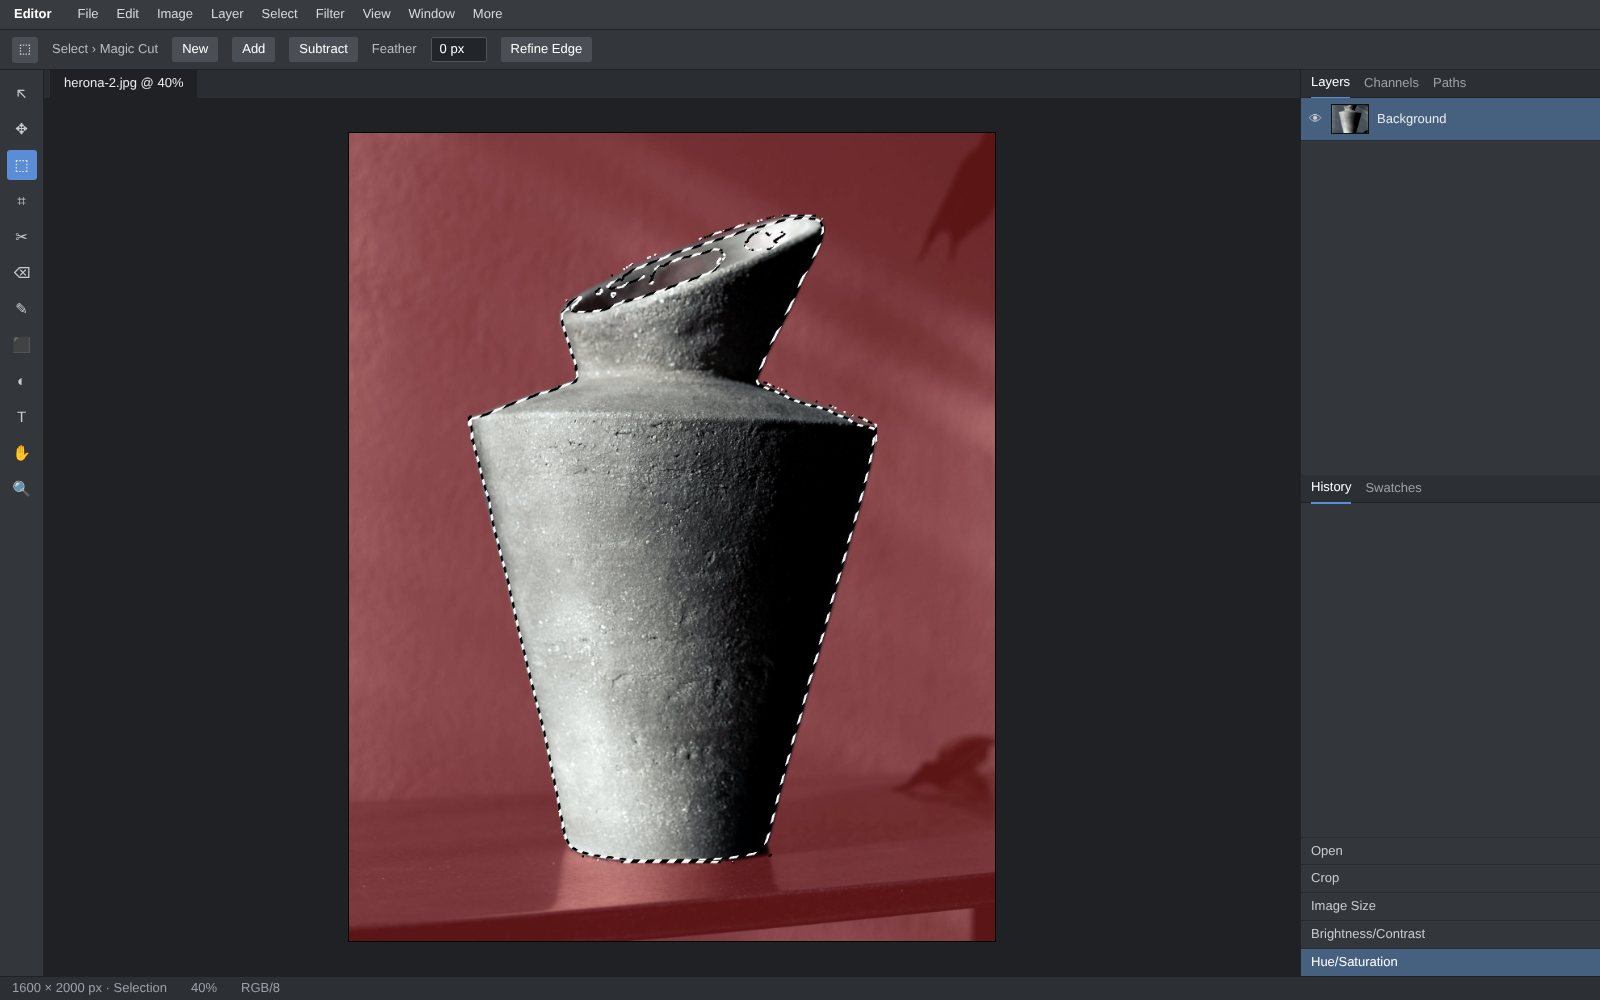 Editor File Edit Image Layer Select Filter View Window More
Select › Magic Cut New Add Subtract Feather 0 px Refine Edge
herona-2.jpg @ 40%
Layers Channels Paths
Background
T
History Swatches
Open
Crop
Image Size
Brightness/Contrast
Hue/Saturation
1600 × 2000 px · Selection 40% RGB/8